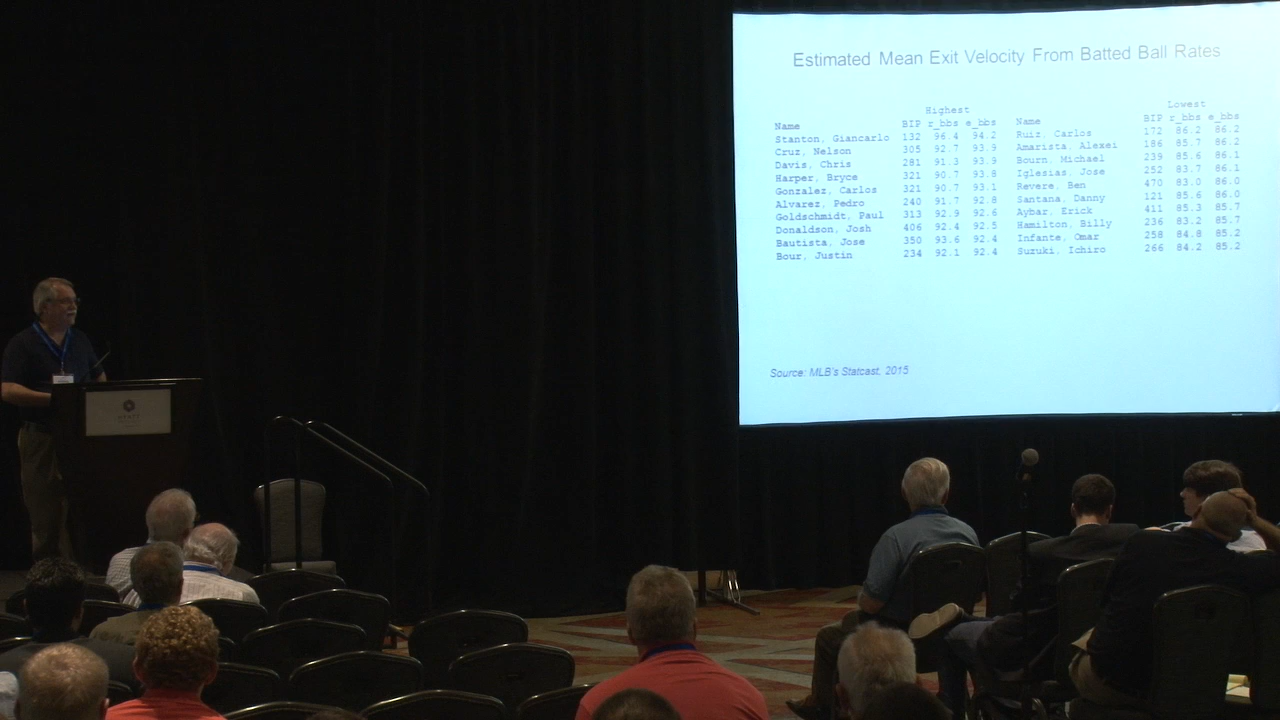 Estimated Mean Exit Velocity From Batted Ball Rates
Highest Lowest
Name BIP r_bbs e_bbs Name BIP r_bbs e_bbs
Stanton, Giancarlo 132 96.4 94.2 Ruiz, Carlos 172 86.2 86.2
Cruz, Nelson 305 92.7 93.9 Amarista, Alexei 186 85.7 86.2
Davis, Chris 281 91.3 93.9 Bourn, Michael 239 85.6 86.1
Harper, Bryce 321 90.7 93.8 Iglesias, Jose 252 83.7 86.1
Gonzalez, Carlos 321 90.7 93.1 Revere, Ben 470 83.0 86.0
Alvarez, Pedro 240 91.7 92.8 Santana, Danny 121 85.6 86.0
Goldschmidt, Paul 313 92.9 92.6 Aybar, Erick 411 85.3 85.7
Donaldson, Josh 406 92.4 92.5 Hamilton, Billy 236 83.2 85.7
Bautista, Jose 350 93.6 92.4 Infante, Omar 258 84.8 85.2
Bour, Justin 234 92.1 92.4 Suzuki, Ichiro 266 84.2 85.2
Source: MLB's Statcast, 2015